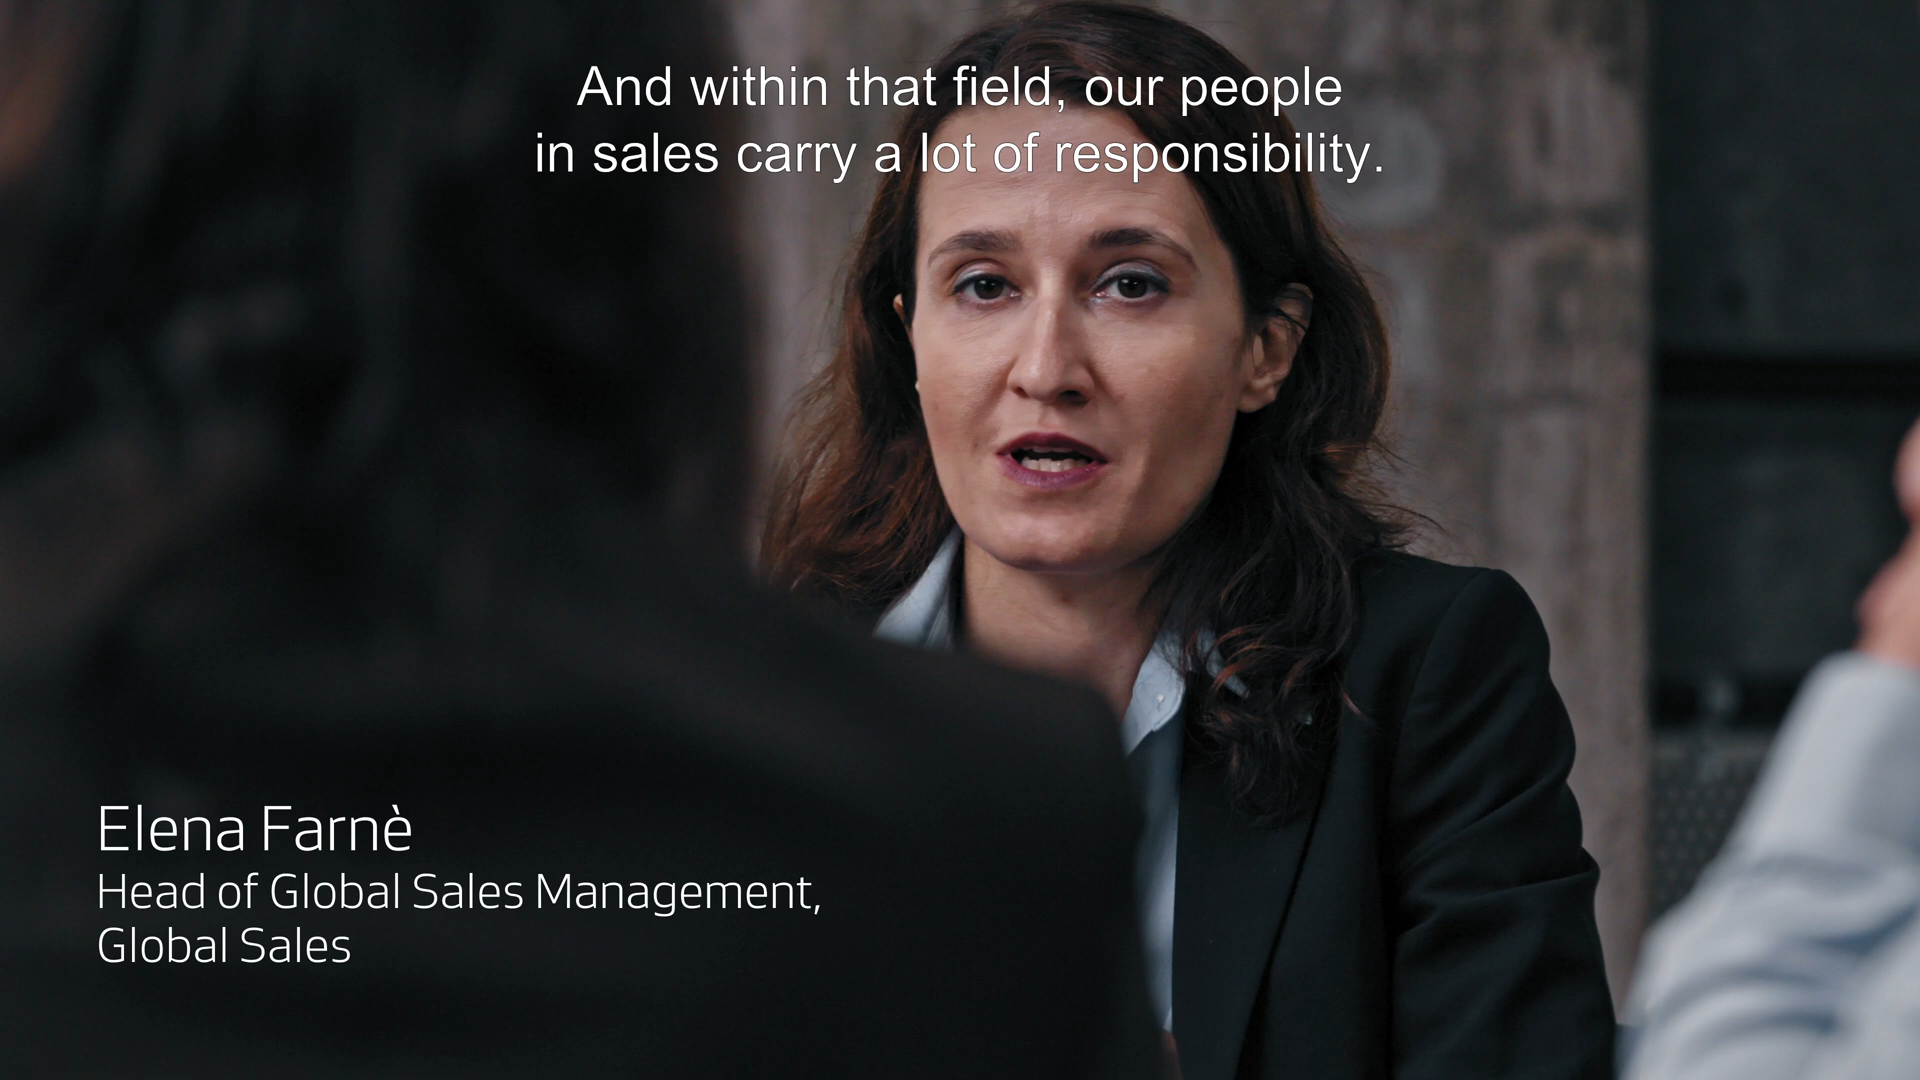 And within that field, our people
in sales carry a lot of responsibility.
Elena Farnè
Head of Global Sales Management,
Global Sales